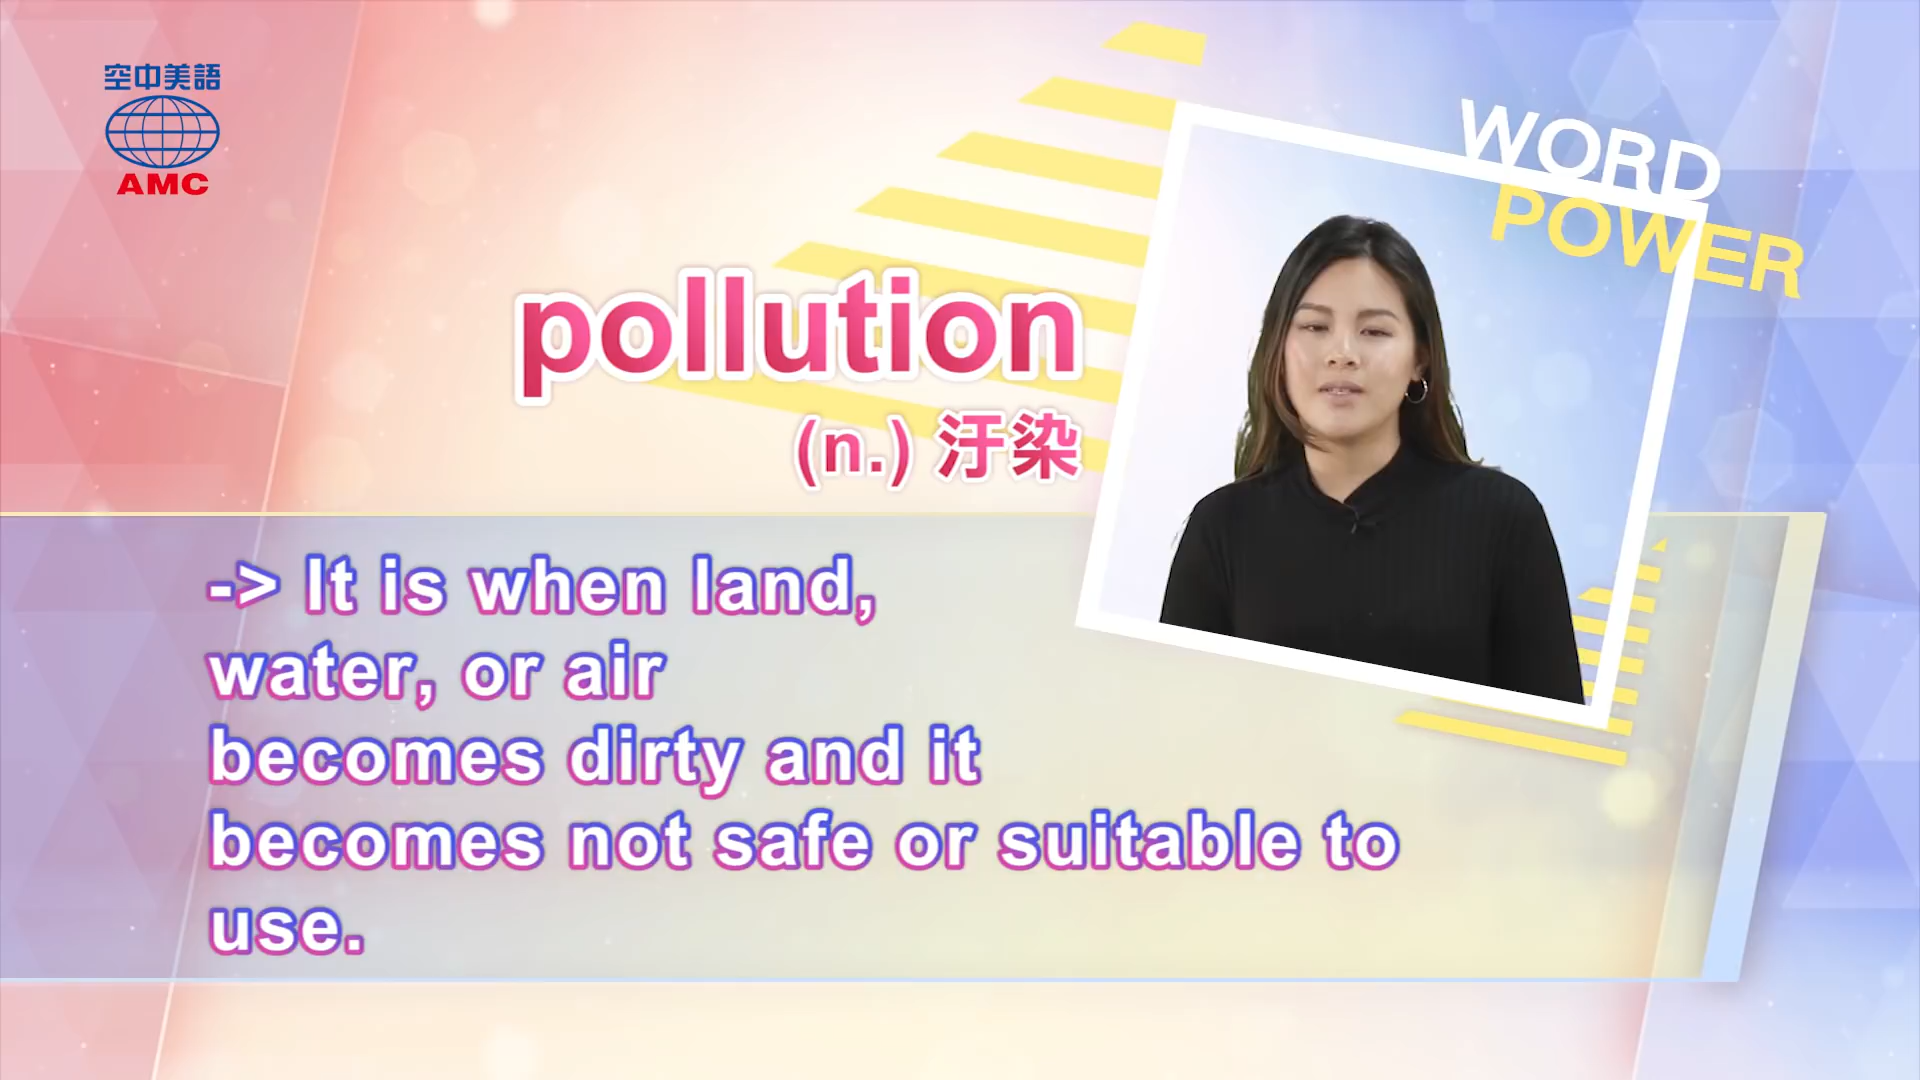 空中美語
AMC
WORD
POWER
pollution
(n.) 汙染
-> It is when land,
water, or air
becomes dirty and it
becomes not safe or suitable to
use.